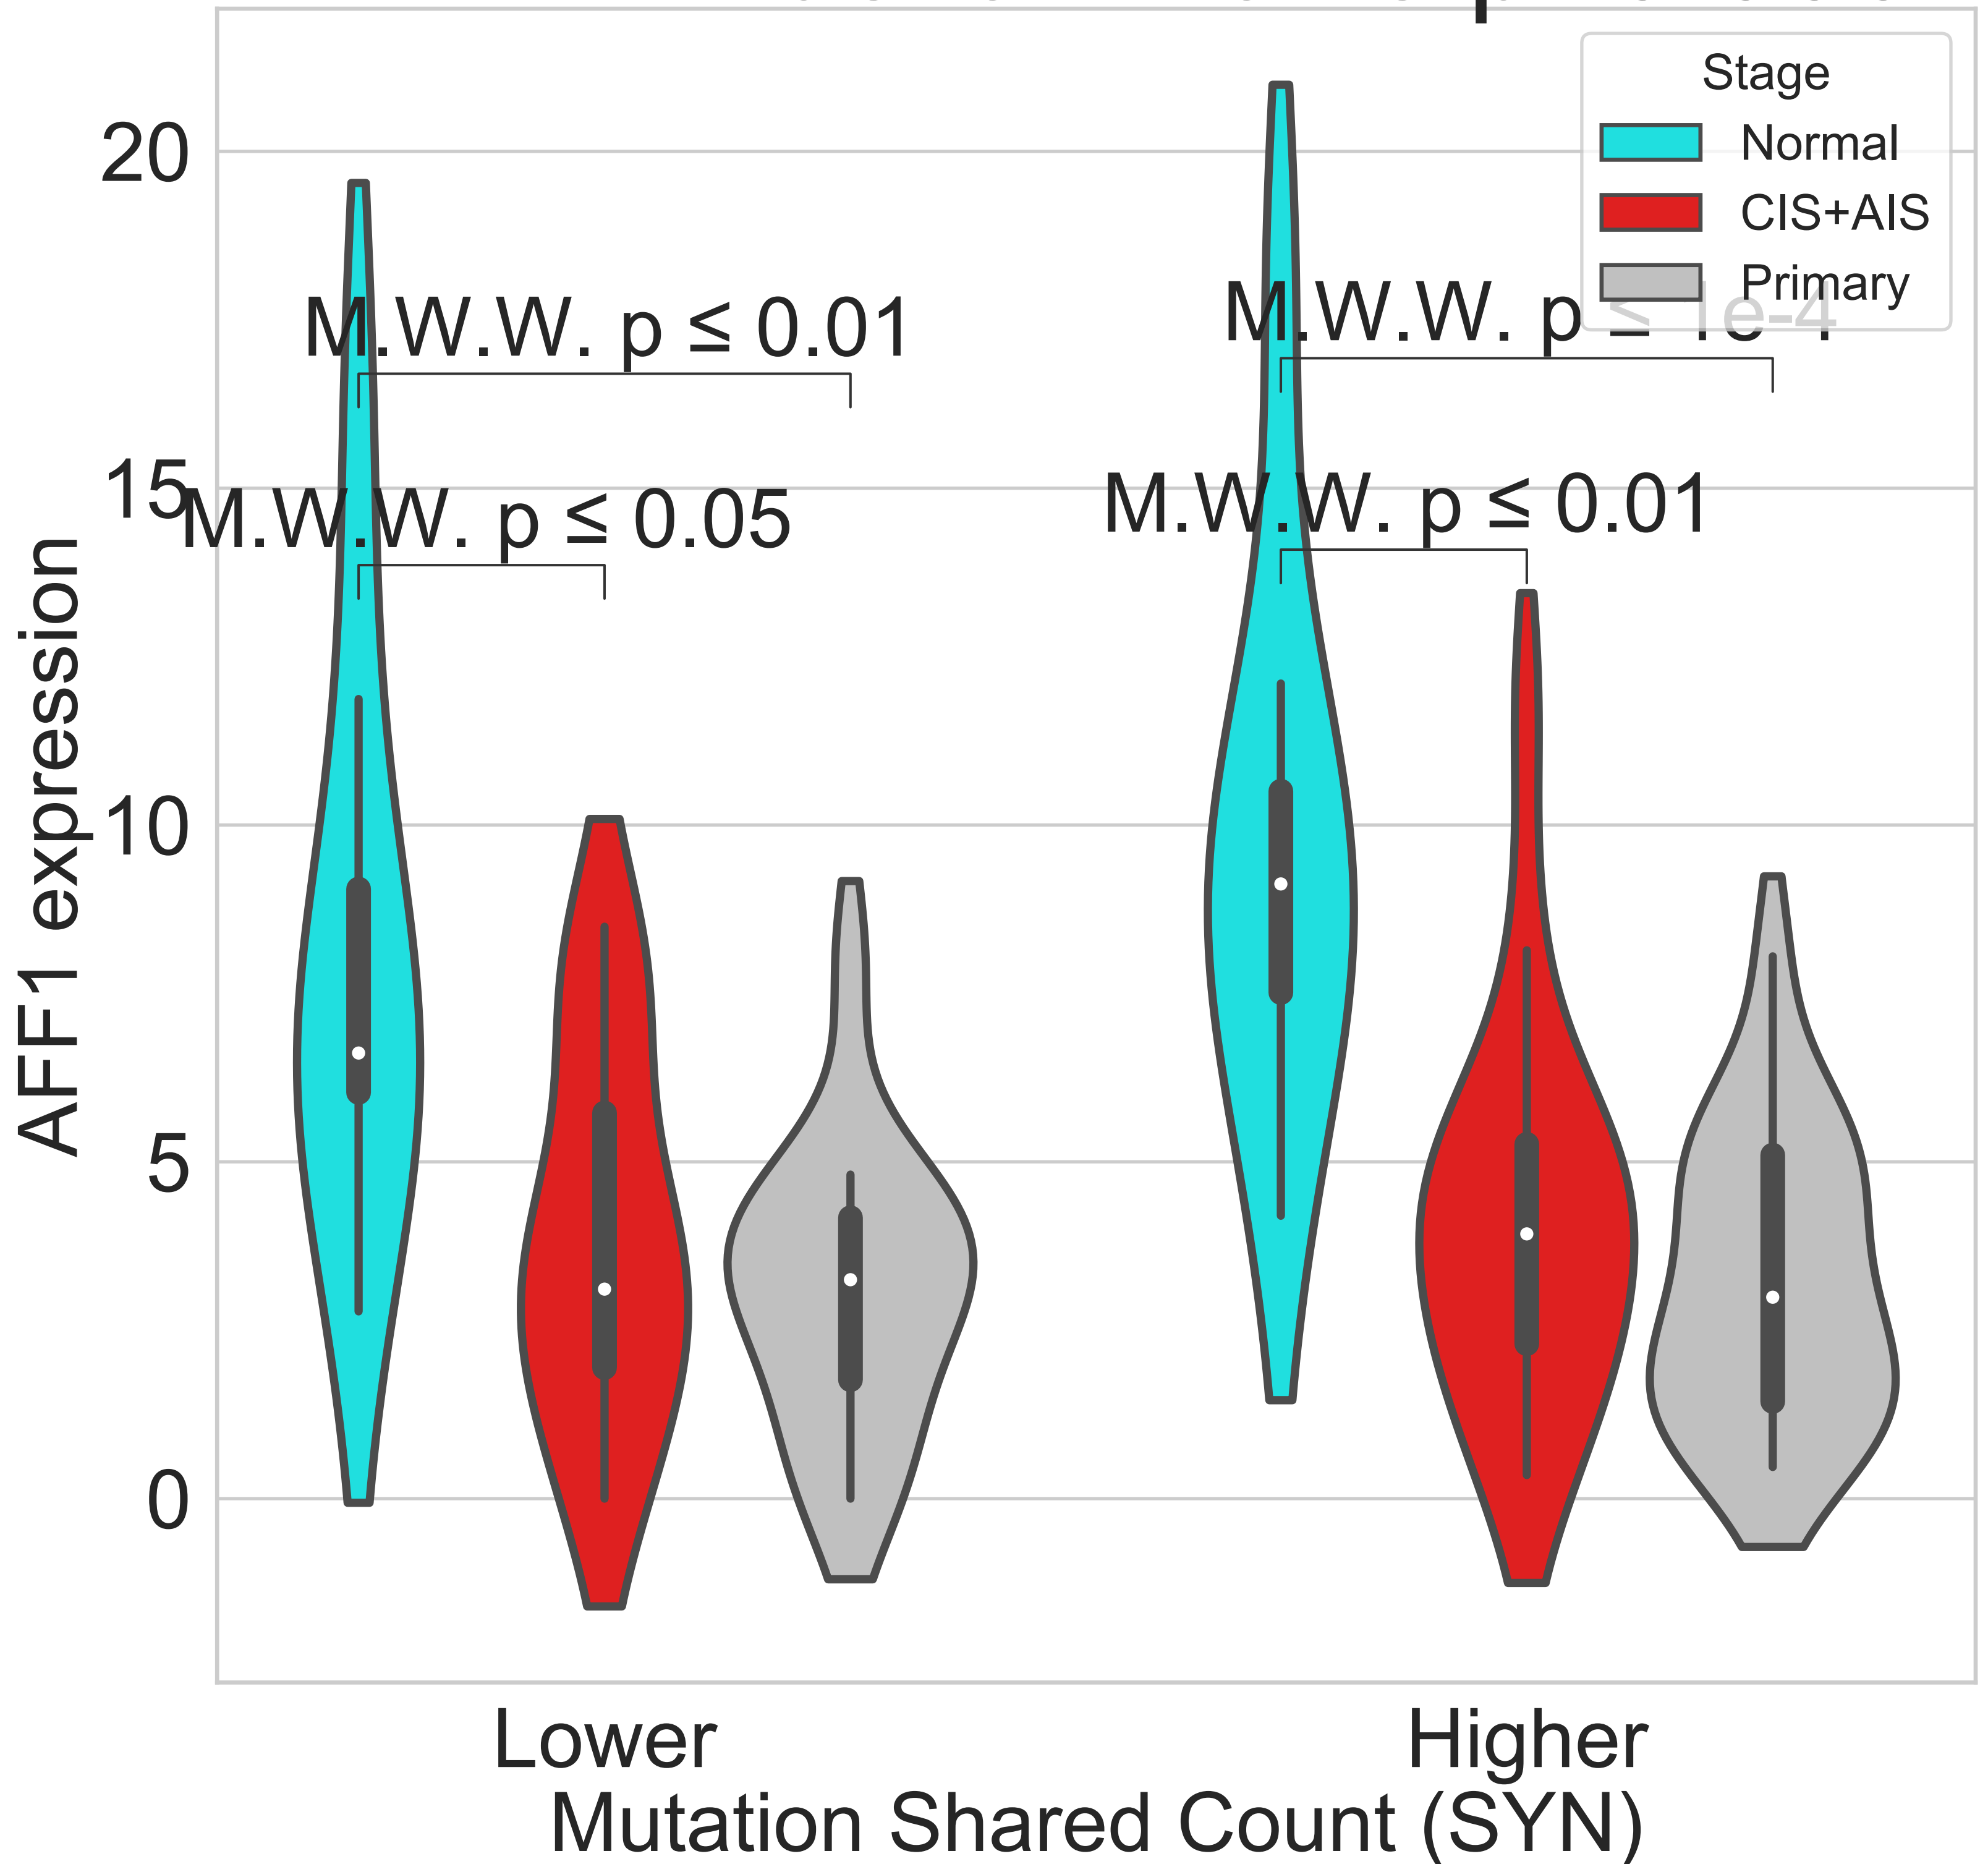 Stage
Normal
CIS+AIS
Primary
20
15
10
5
0
AFF1 expression
M.W.W. p ≤ 0.01
M.W.W. p ≤ 1e-4
M.W.W. p ≤ 0.05
M.W.W. p ≤ 0.01
Lower
Higher
Mutation Shared Count (SYN)